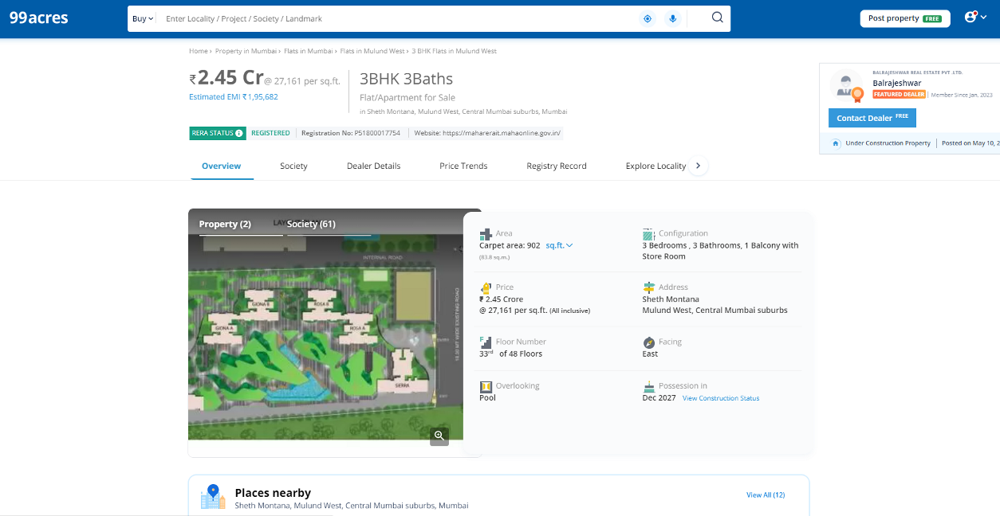 99acres
Buy
Enter Locality / Project / Society / Landmark
Post property FREE
Home › Property in Mumbai › Flats in Mumbai › Flats in Mulund West › 3 BHK Flats in Mulund West
₹2.45 Cr @ 27,161 per sq.ft.
Estimated EMI ₹1,95,682
3BHK 3Baths
Flat/Apartment for Sale
in Sheth Montana, Mulund West, Central Mumbai suburbs, Mumbai
BALRAJESHWAR REAL ESTATE PVT .LTD.
Balrajeshwar
FEATURED DEALER Member Since Jan, 2023
Contact Dealer FREE
RERA STATUS REGISTERED Registration No: P51800017754 Website: https://maharerait.mahaonline.gov.in/
Under Construction Property Posted on May 10, 2
Overview Society Dealer Details Price Trends Registry Record Explore Locality
Property (2) Society (61)
INTERNAL ROAD
GIONA B
ROSA B
GIONA A
ROSA A
SERRA
Area
Carpet area: 902 sq.ft.
(83.8 sq.m.)
Configuration
3 Bedrooms , 3 Bathrooms, 1 Balcony with
Store Room
Price
₹ 2.45 Crore
@ 27,161 per sq.ft. (All inclusive)
Address
Sheth Montana
Mulund West, Central Mumbai suburbs
Floor Number
33rd of 48 Floors
Facing
East
Overlooking
Pool
Possession in
Dec 2027 View Construction Status
Places nearby
Sheth Montana, Mulund West, Central Mumbai suburbs, Mumbai
View All (12)